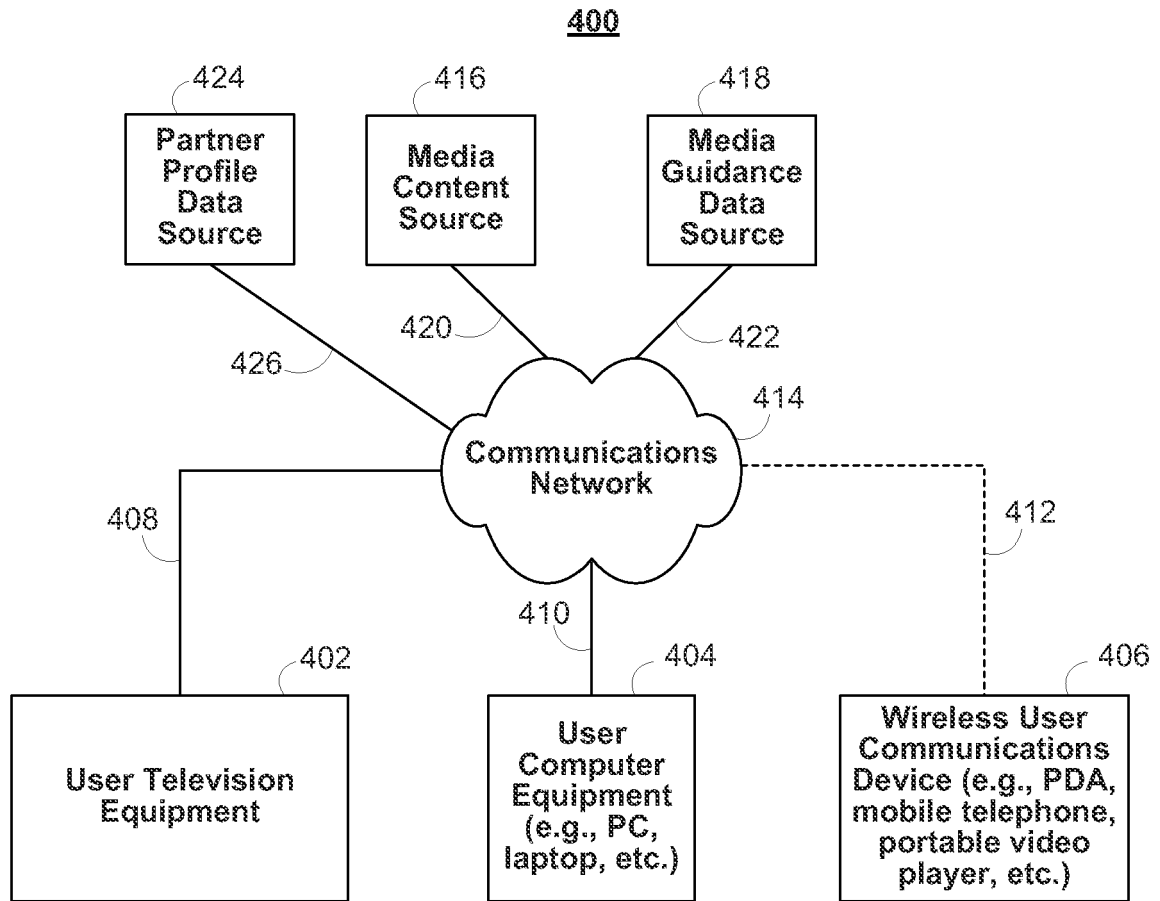 400
424
416
418
Partner
Profile
Data
Source
Media
Content
Source
Media
Guidance
Data
Source
420
422
426
414
Communications
Network
408
412
410
402
404
406
User Television
Equipment
User
Computer
Equipment
(e.g., PC,
laptop, etc.)
Wireless User
Communications
Device (e.g., PDA,
mobile telephone,
portable video
player, etc.)